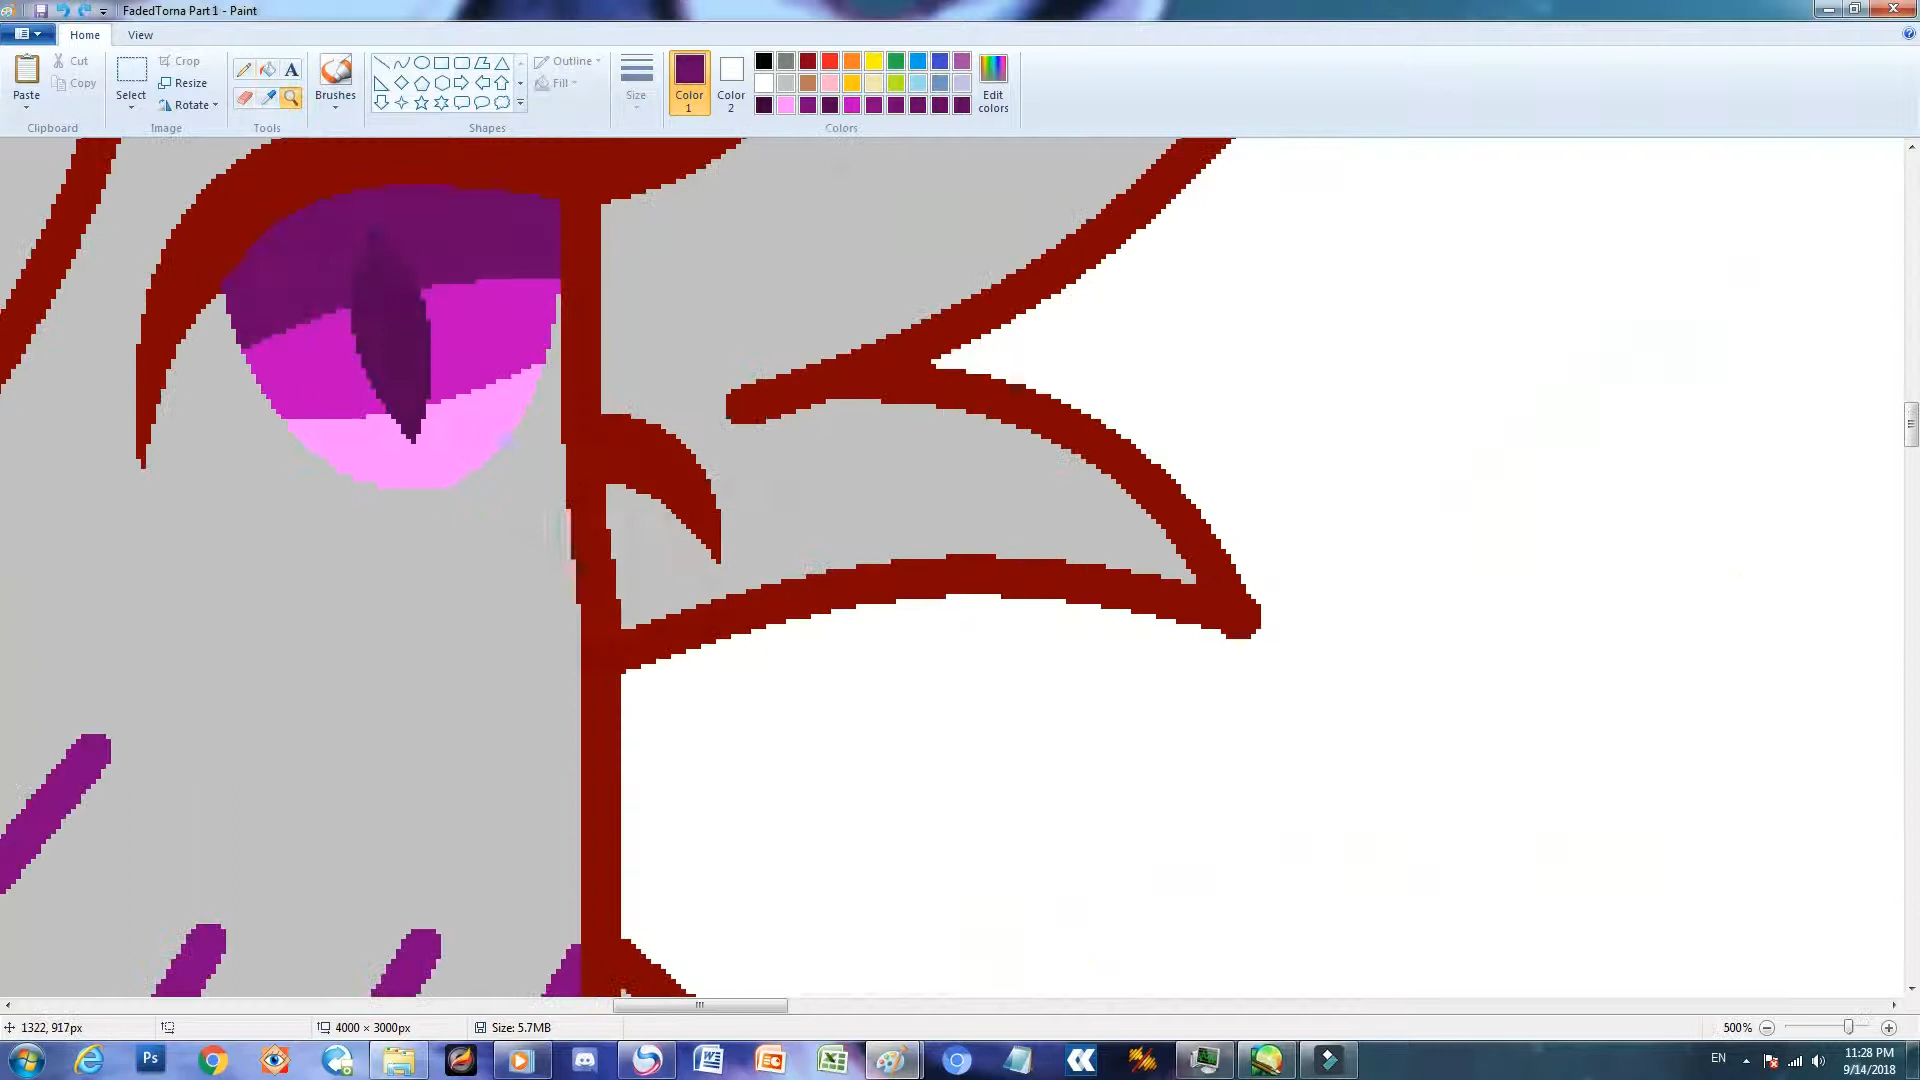 FadedTorna Part 1 - Paint
Home View
Paste
Cut
Copy
Clipboard
Select
Crop
Resize
Rotate
Image
A
Tools
Brushes
Outline
Fill
Shapes
Size
Color 1
Color 2
Edit colors
Colors
1322, 917px
4000 × 3000px
Size: 5.7MB
500%
Ps
EN
11:28 PM
9/14/2018